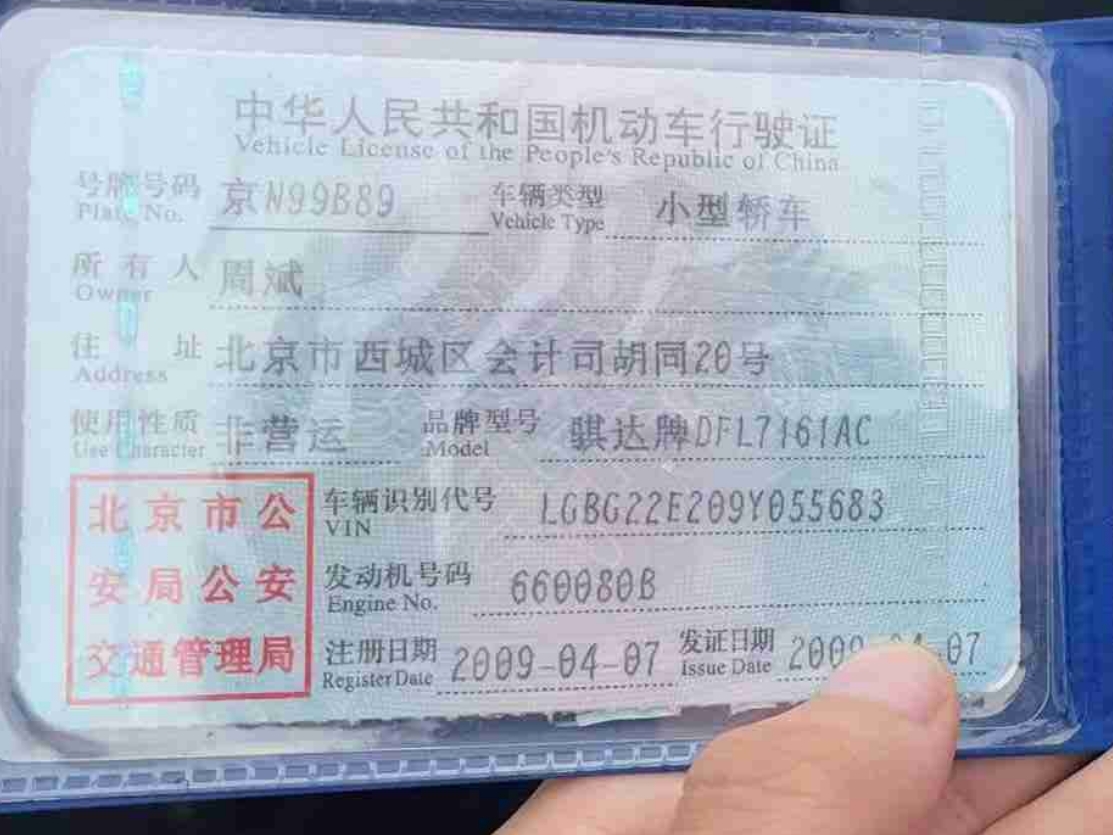 中华人民共和国机动车行驶证
Vehicle License of the People's Republic of China
号牌号码 京N99B89 车辆类型 小型轿车
Plate No. Vehicle Type
所有人 周斌
Owner
住址 北京市西城区会计司胡同20号
Address
使用性质 非营运 品牌型号 骐达牌DFL7161AC
Use Character Model
北京市公 车辆识别代号 LGBG22E209Y055683
VIN
安局公安 发动机号码 660080B
Engine No.
交通管理局 注册日期 2009-04-07 发证日期 2009-04-07
Register Date Issue Date